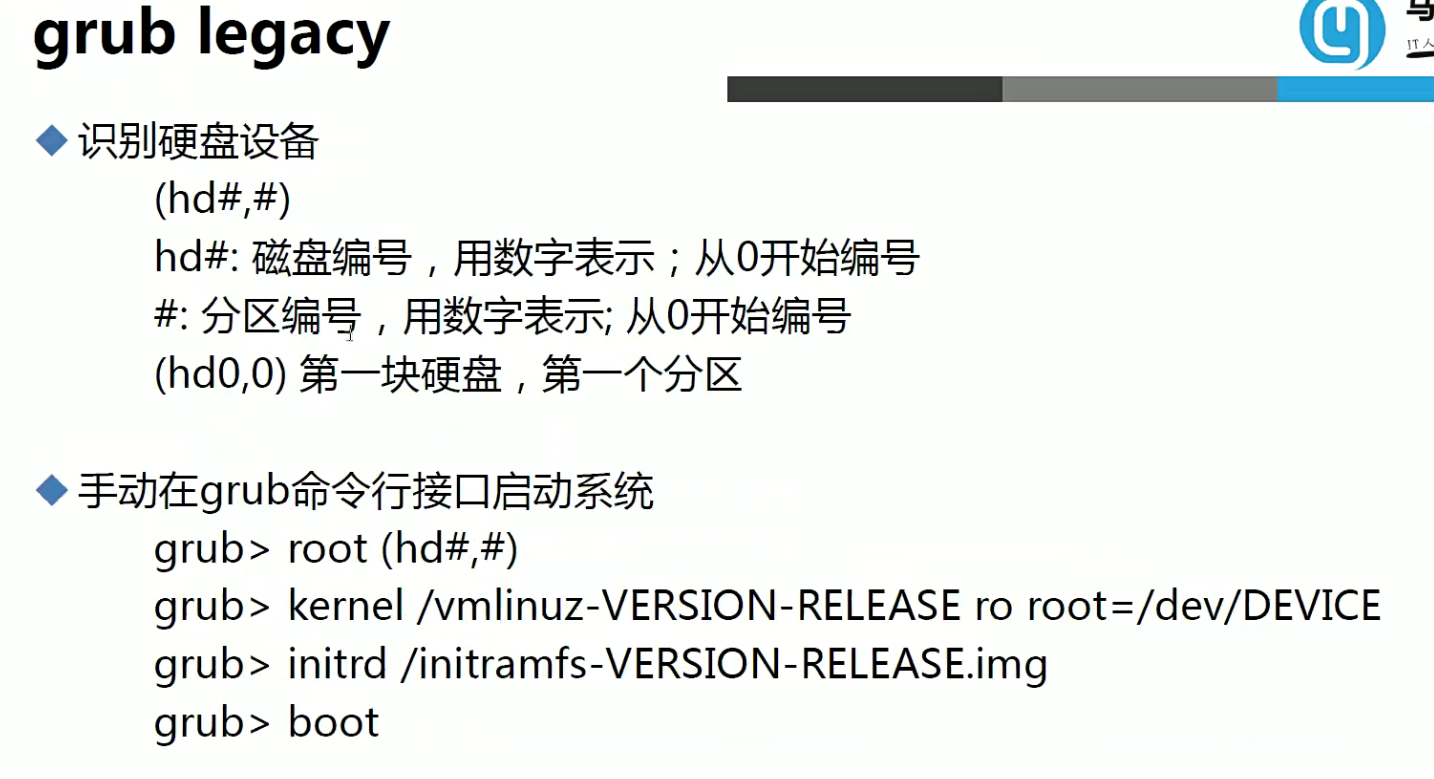 grub legacy
识别硬盘设备
(hd#,#)
hd#: 磁盘编号，用数字表示；从0开始编号
#: 分区编号，用数字表示; 从0开始编号
(hd0,0) 第一块硬盘，第一个分区
手动在grub命令行接口启动系统
grub> root (hd#,#)
grub> kernel /vmlinuz-VERSION-RELEASE ro root=/dev/DEVICE
grub> initrd /initramfs-VERSION-RELEASE.img
grub> boot